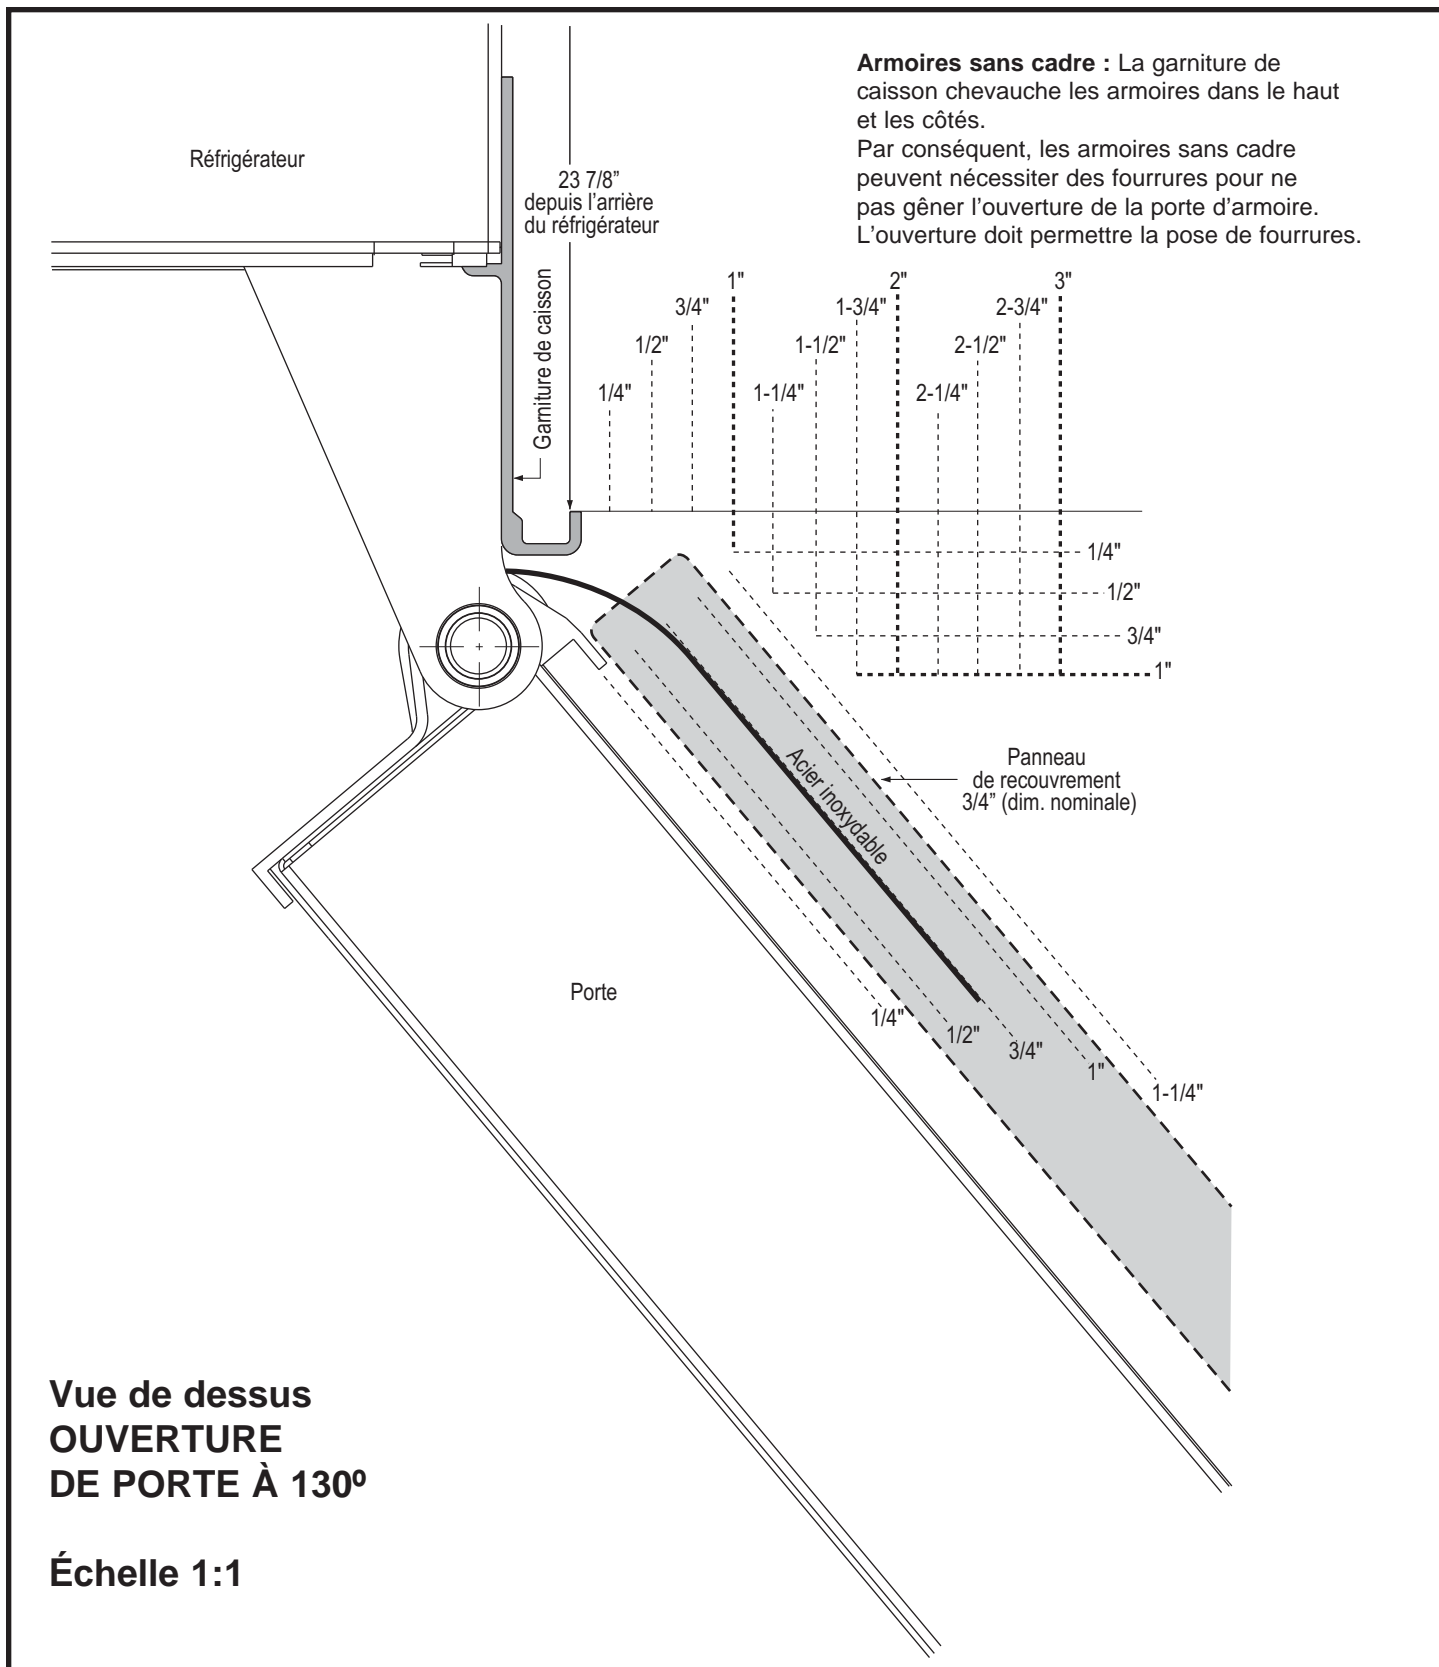 Armoires sans cadre : La garniture de
caisson chevauche les armoires dans le haut
et les côtés.
Par conséquent, les armoires sans cadre
peuvent nécessiter des fourrures pour ne
pas gêner l'ouverture de la porte d'armoire.
L'ouverture doit permettre la pose de fourrures.
Réfrigérateur
23 7/8”
depuis l’arrière
du réfrigérateur
Garniture de caisson
1/4"
1/2"
3/4"
1"
1-1/4"
1-1/2"
1-3/4"
2"
2-1/4"
2-1/2"
2-3/4"
3"
1/4"
1/2"
3/4"
1"
Panneau
de recouvrement
3/4” (dim. nominale)
Acier inoxydable
Porte
1/4"
1/2"
3/4"
1"
1-1/4"
Vue de dessus
OUVERTURE
DE PORTE À 130º
Échelle 1:1